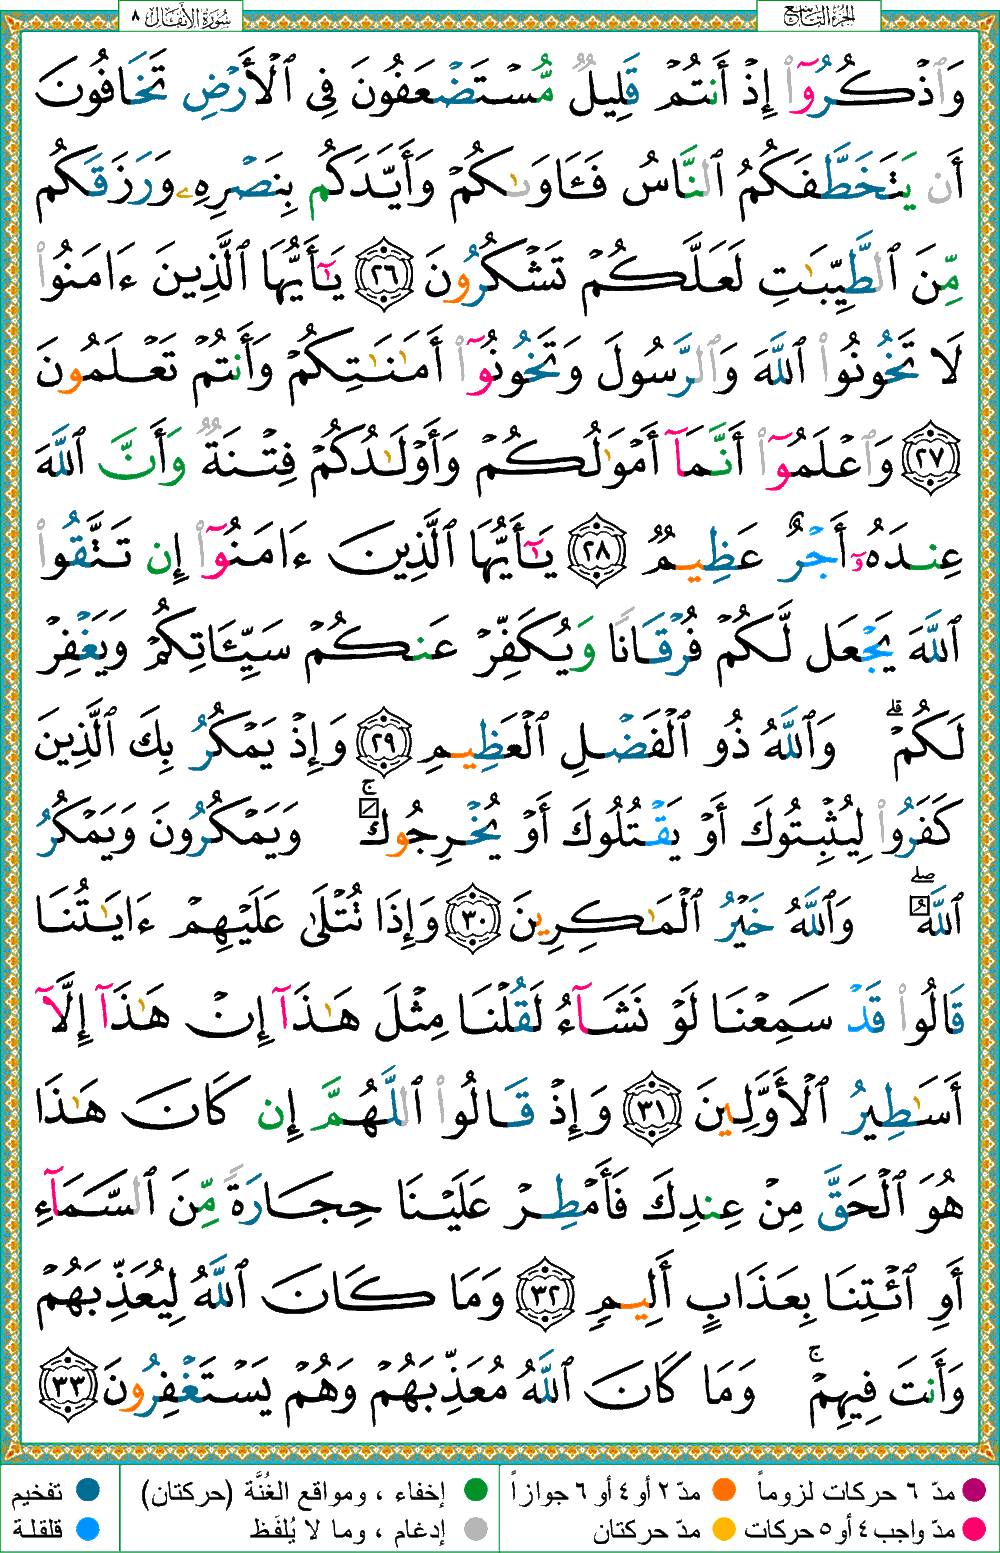 الجزء التاسع
سُورَةُ الأَنفَال ٨
وَٱذۡكُرُوٓاْ إِذۡ أَنتُمۡ قَلِيلٞ مُّسۡتَضۡعَفُونَ فِي ٱلۡأَرۡضِ تَخَافُونَ
أَن يَتَخَطَّفَكُمُ ٱلنَّاسُ فَـَٔاوَىٰكُمۡ وَأَيَّدَكُم بِنَصۡرِهِۦ وَرَزَقَكُم
مِّنَ ٱلطَّيِّبَٰتِ لَعَلَّكُمۡ تَشۡكُرُونَ ٢٦ يَٰٓأَيُّهَا ٱلَّذِينَ ءَامَنُواْ
لَا تَخُونُواْ ٱللَّهَ وَٱلرَّسُولَ وَتَخُونُوٓاْ أَمَٰنَٰتِكُمۡ وَأَنتُمۡ تَعۡلَمُونَ
٢٧ وَٱعۡلَمُوٓاْ أَنَّمَآ أَمۡوَٰلُكُمۡ وَأَوۡلَٰدُكُمۡ فِتۡنَةٞ وَأَنَّ ٱللَّهَ
عِندَهُۥٓ أَجۡرٌ عَظِيمٞ ٢٨ يَٰٓأَيُّهَا ٱلَّذِينَ ءَامَنُوٓاْ إِن تَتَّقُواْ
ٱللَّهَ يَجۡعَل لَّكُمۡ فُرۡقَانٗا وَيُكَفِّرۡ عَنكُمۡ سَيِّـَٔاتِكُمۡ وَيَغۡفِرۡ
لَكُمۡۗ وَٱللَّهُ ذُو ٱلۡفَضۡلِ ٱلۡعَظِيمِ ٢٩ وَإِذۡ يَمۡكُرُ بِكَ ٱلَّذِينَ
كَفَرُواْ لِيُثۡبِتُوكَ أَوۡ يَقۡتُلُوكَ أَوۡ يُخۡرِجُوكَۚ وَيَمۡكُرُونَ وَيَمۡكُرُ
ٱللَّهُۖ وَٱللَّهُ خَيۡرُ ٱلۡمَٰكِرِينَ ٣٠ وَإِذَا تُتۡلَىٰ عَلَيۡهِمۡ ءَايَٰتُنَا
قَالُواْ قَدۡ سَمِعۡنَا لَوۡ نَشَآءُ لَقُلۡنَا مِثۡلَ هَٰذَآ إِنۡ هَٰذَآ إِلَّآ
أَسَٰطِيرُ ٱلۡأَوَّلِينَ ٣١ وَإِذۡ قَالُواْ ٱللَّهُمَّ إِن كَانَ هَٰذَا
هُوَ ٱلۡحَقَّ مِنۡ عِندِكَ فَأَمۡطِرۡ عَلَيۡنَا حِجَارَةٗ مِّنَ ٱلسَّمَآءِ
أَوِ ٱئۡتِنَا بِعَذَابٍ أَلِيمٖ ٣٢ وَمَا كَانَ ٱللَّهُ لِيُعَذِّبَهُمۡ
وَأَنتَ فِيهِمۡۚ وَمَا كَانَ ٱللَّهُ مُعَذِّبَهُمۡ وَهُمۡ يَسۡتَغۡفِرُونَ ٣٣
مدّ ٦ حركات لزوماً مدّ ٢ أو ٤ أو ٦ جوازاً إخفاء ، ومواقع الغُنَّة (حركتان) تفخيم
مدّ واجب ٤ أو ٥ حركات مدّ حركتان إدغام ، وما لا يُلفَظ قلقلة